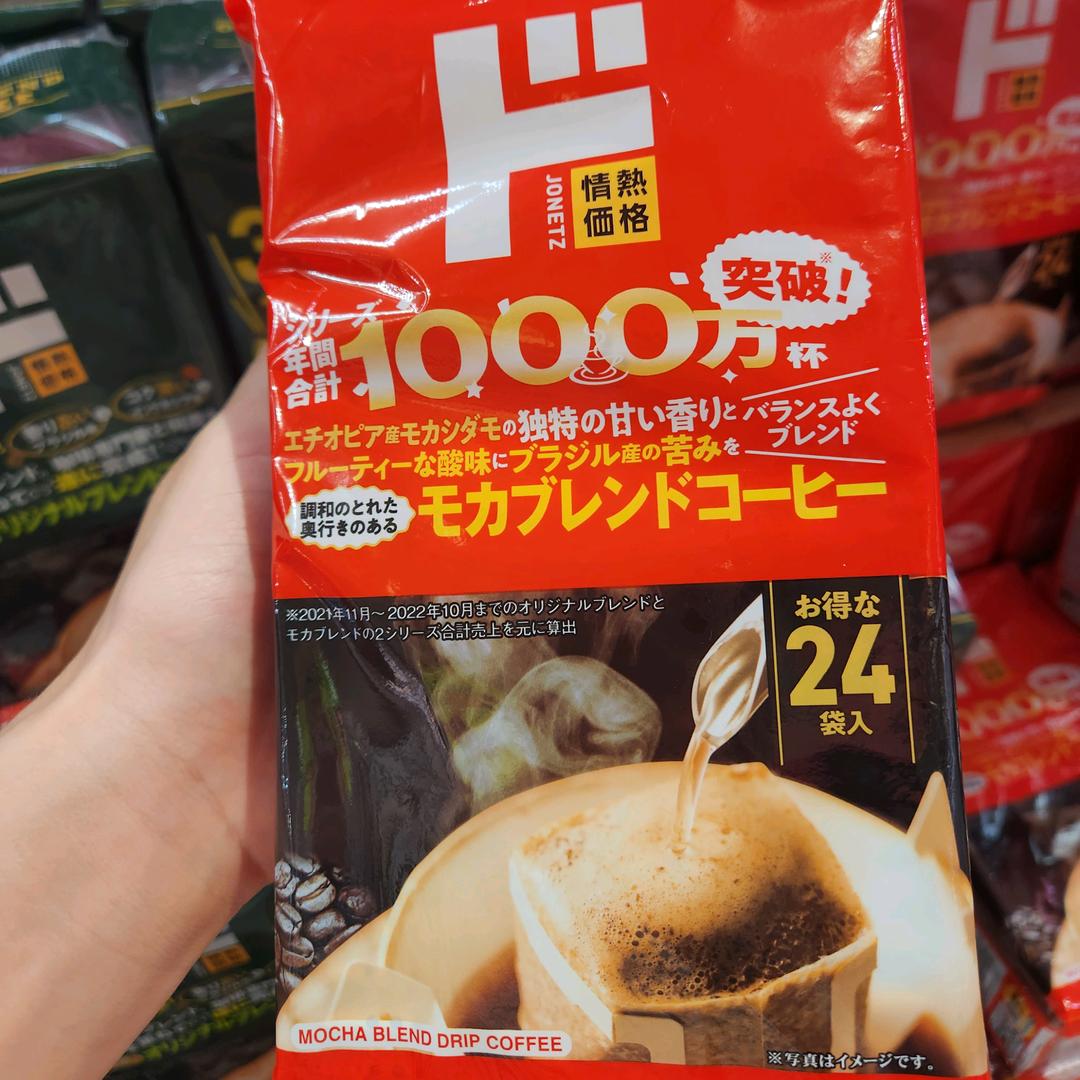 ド
JONETZ
情熱
価格
突破!※
シリーズ
年間
合計
1000万杯
エチオピア産モカシダモの独特の甘い香りと
フルーティーな酸味にブラジル産の苦みを
バランスよく
ブレンド
調和のとれた
奥行きのある
モカブレンドコーヒー
※2021年11月～2022年10月までのオリジナルブレンドと
モカブレンドの2シリーズ合計売上を元に算出
お得な
24
袋入
MOCHA BLEND DRIP COFFEE
※写真はイメージです。